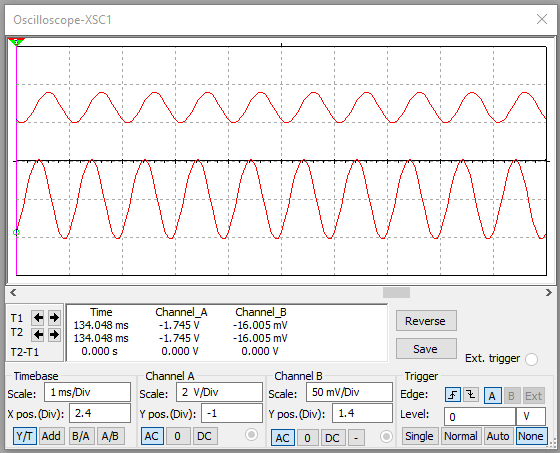 Oscilloscope-XSC1
T1
T2
T2-T1
Time Channel_A Channel_B
134.048 ms -1.745 V -16.005 mV
134.048 ms -1.745 V -16.005 mV
0.000 s 0.000 V 0.000 V
Reverse
Save
Ext. trigger
Timebase
Scale: 1 ms/Div
X pos.(Div): 2.4
Y/T Add B/A A/B
Channel A
Scale: 2 V/Div
Y pos.(Div): -1
AC 0 DC
Channel B
Scale: 50 mV/Div
Y pos.(Div): 1.4
AC 0 DC -
Trigger
Edge: A B Ext
Level: 0 V
Single Normal Auto None